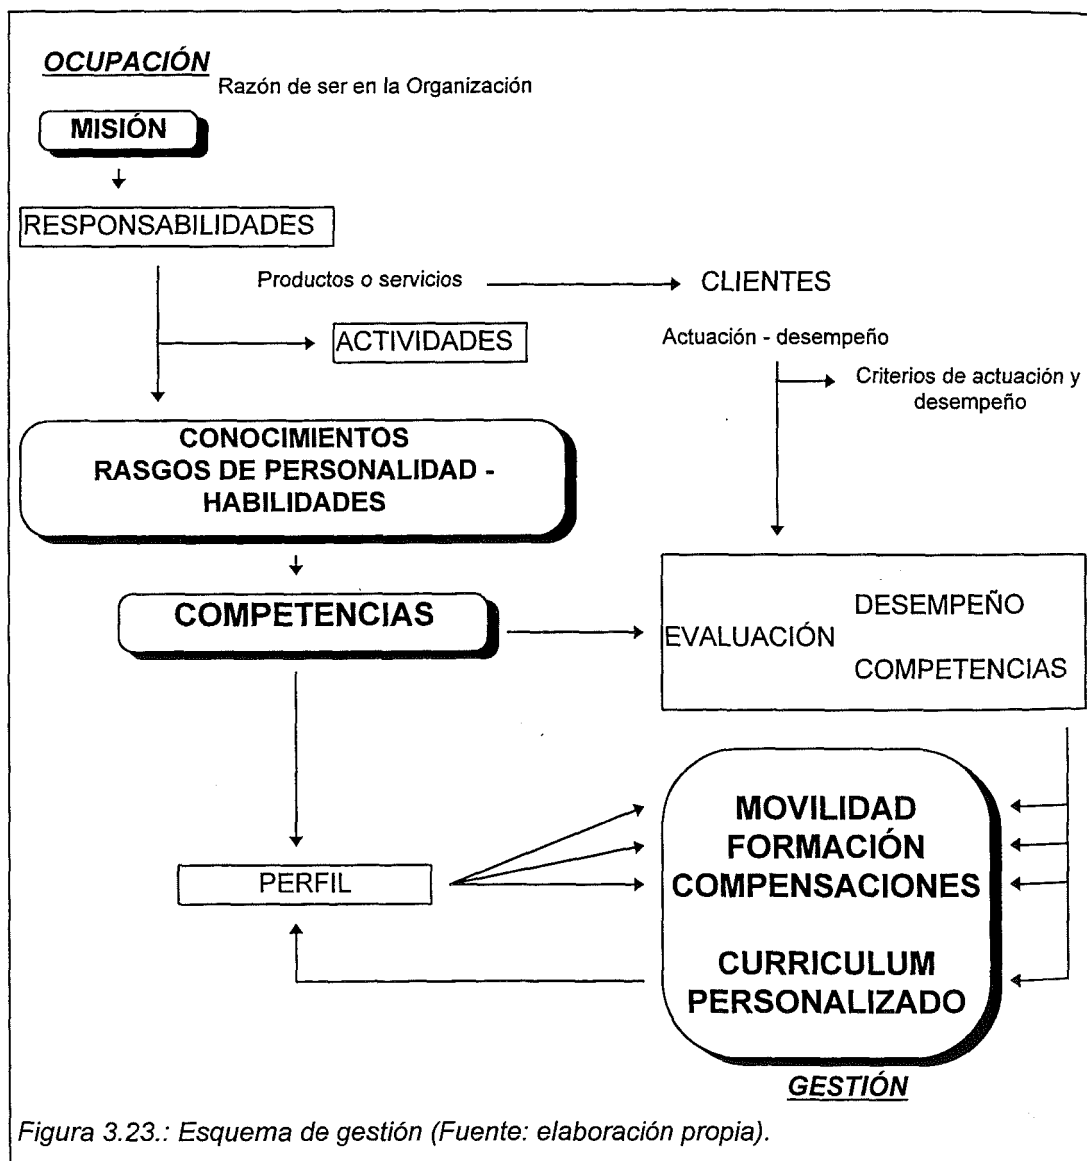 OCUPACIÓN
Razón de ser en la Organización
MISIÓN
RESPONSABILIDADES
Productos o servicios
CLIENTES
ACTIVIDADES
Actuación - desempeño
Criterios de actuación y
desempeño
CONOCIMIENTOS
RASGOS DE PERSONALIDAD -
HABILIDADES
COMPETENCIAS
EVALUACIÓN
DESEMPEÑO
COMPETENCIAS
MOVILIDAD
FORMACIÓN
COMPENSACIONES
PERFIL
CURRICULUM
PERSONALIZADO
GESTIÓN
Figura 3.23.: Esquema de gestión (Fuente: elaboración propia).